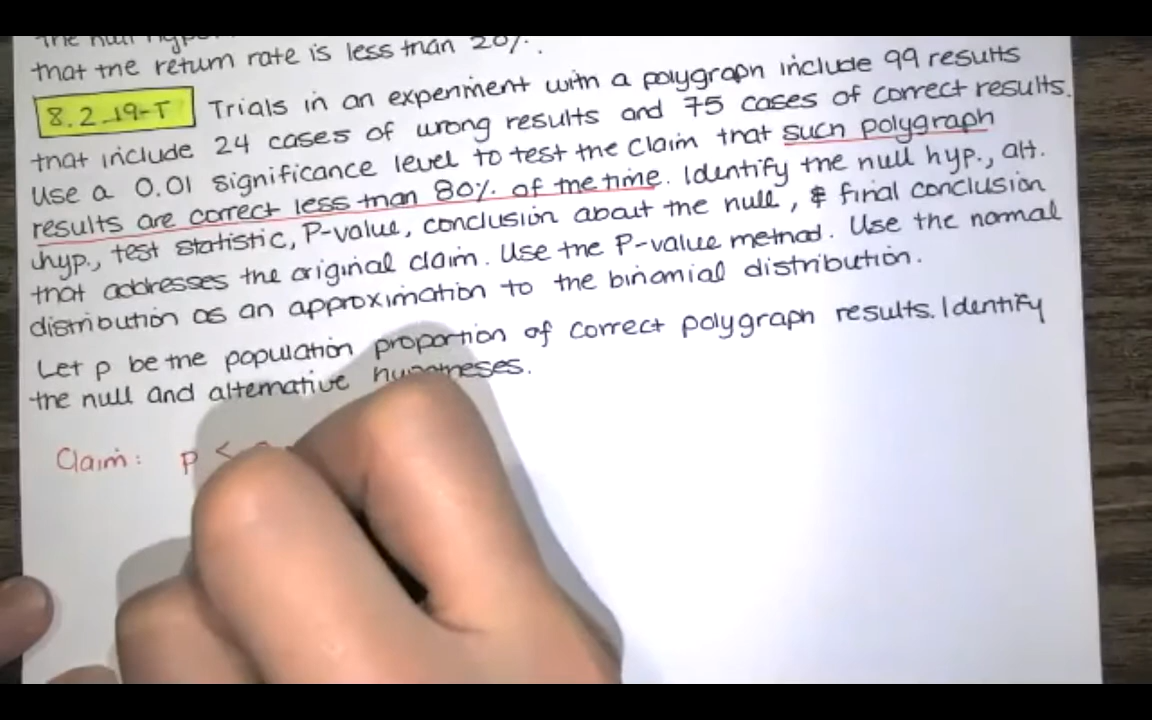 the null hypo
that the return rate is less than 20%.
8.2.19-T Trials in an experiment with a polygraph include 99 results
that include 24 cases of wrong results and 75 cases of correct results.
Use a 0.01 significance level to test the claim that such polygraph
results are correct less than 80% of the time. Identify the null hyp., alt.
hyp., test statistic, P-value, conclusion about the null, & final conclusion
that addresses the original claim. Use the P-value method. Use the normal
distribution as an approximation to the binomial distribution.
Let p be the population proportion of correct polygraph results. Identify
the null and alternative hypotheses.
Claim: p <